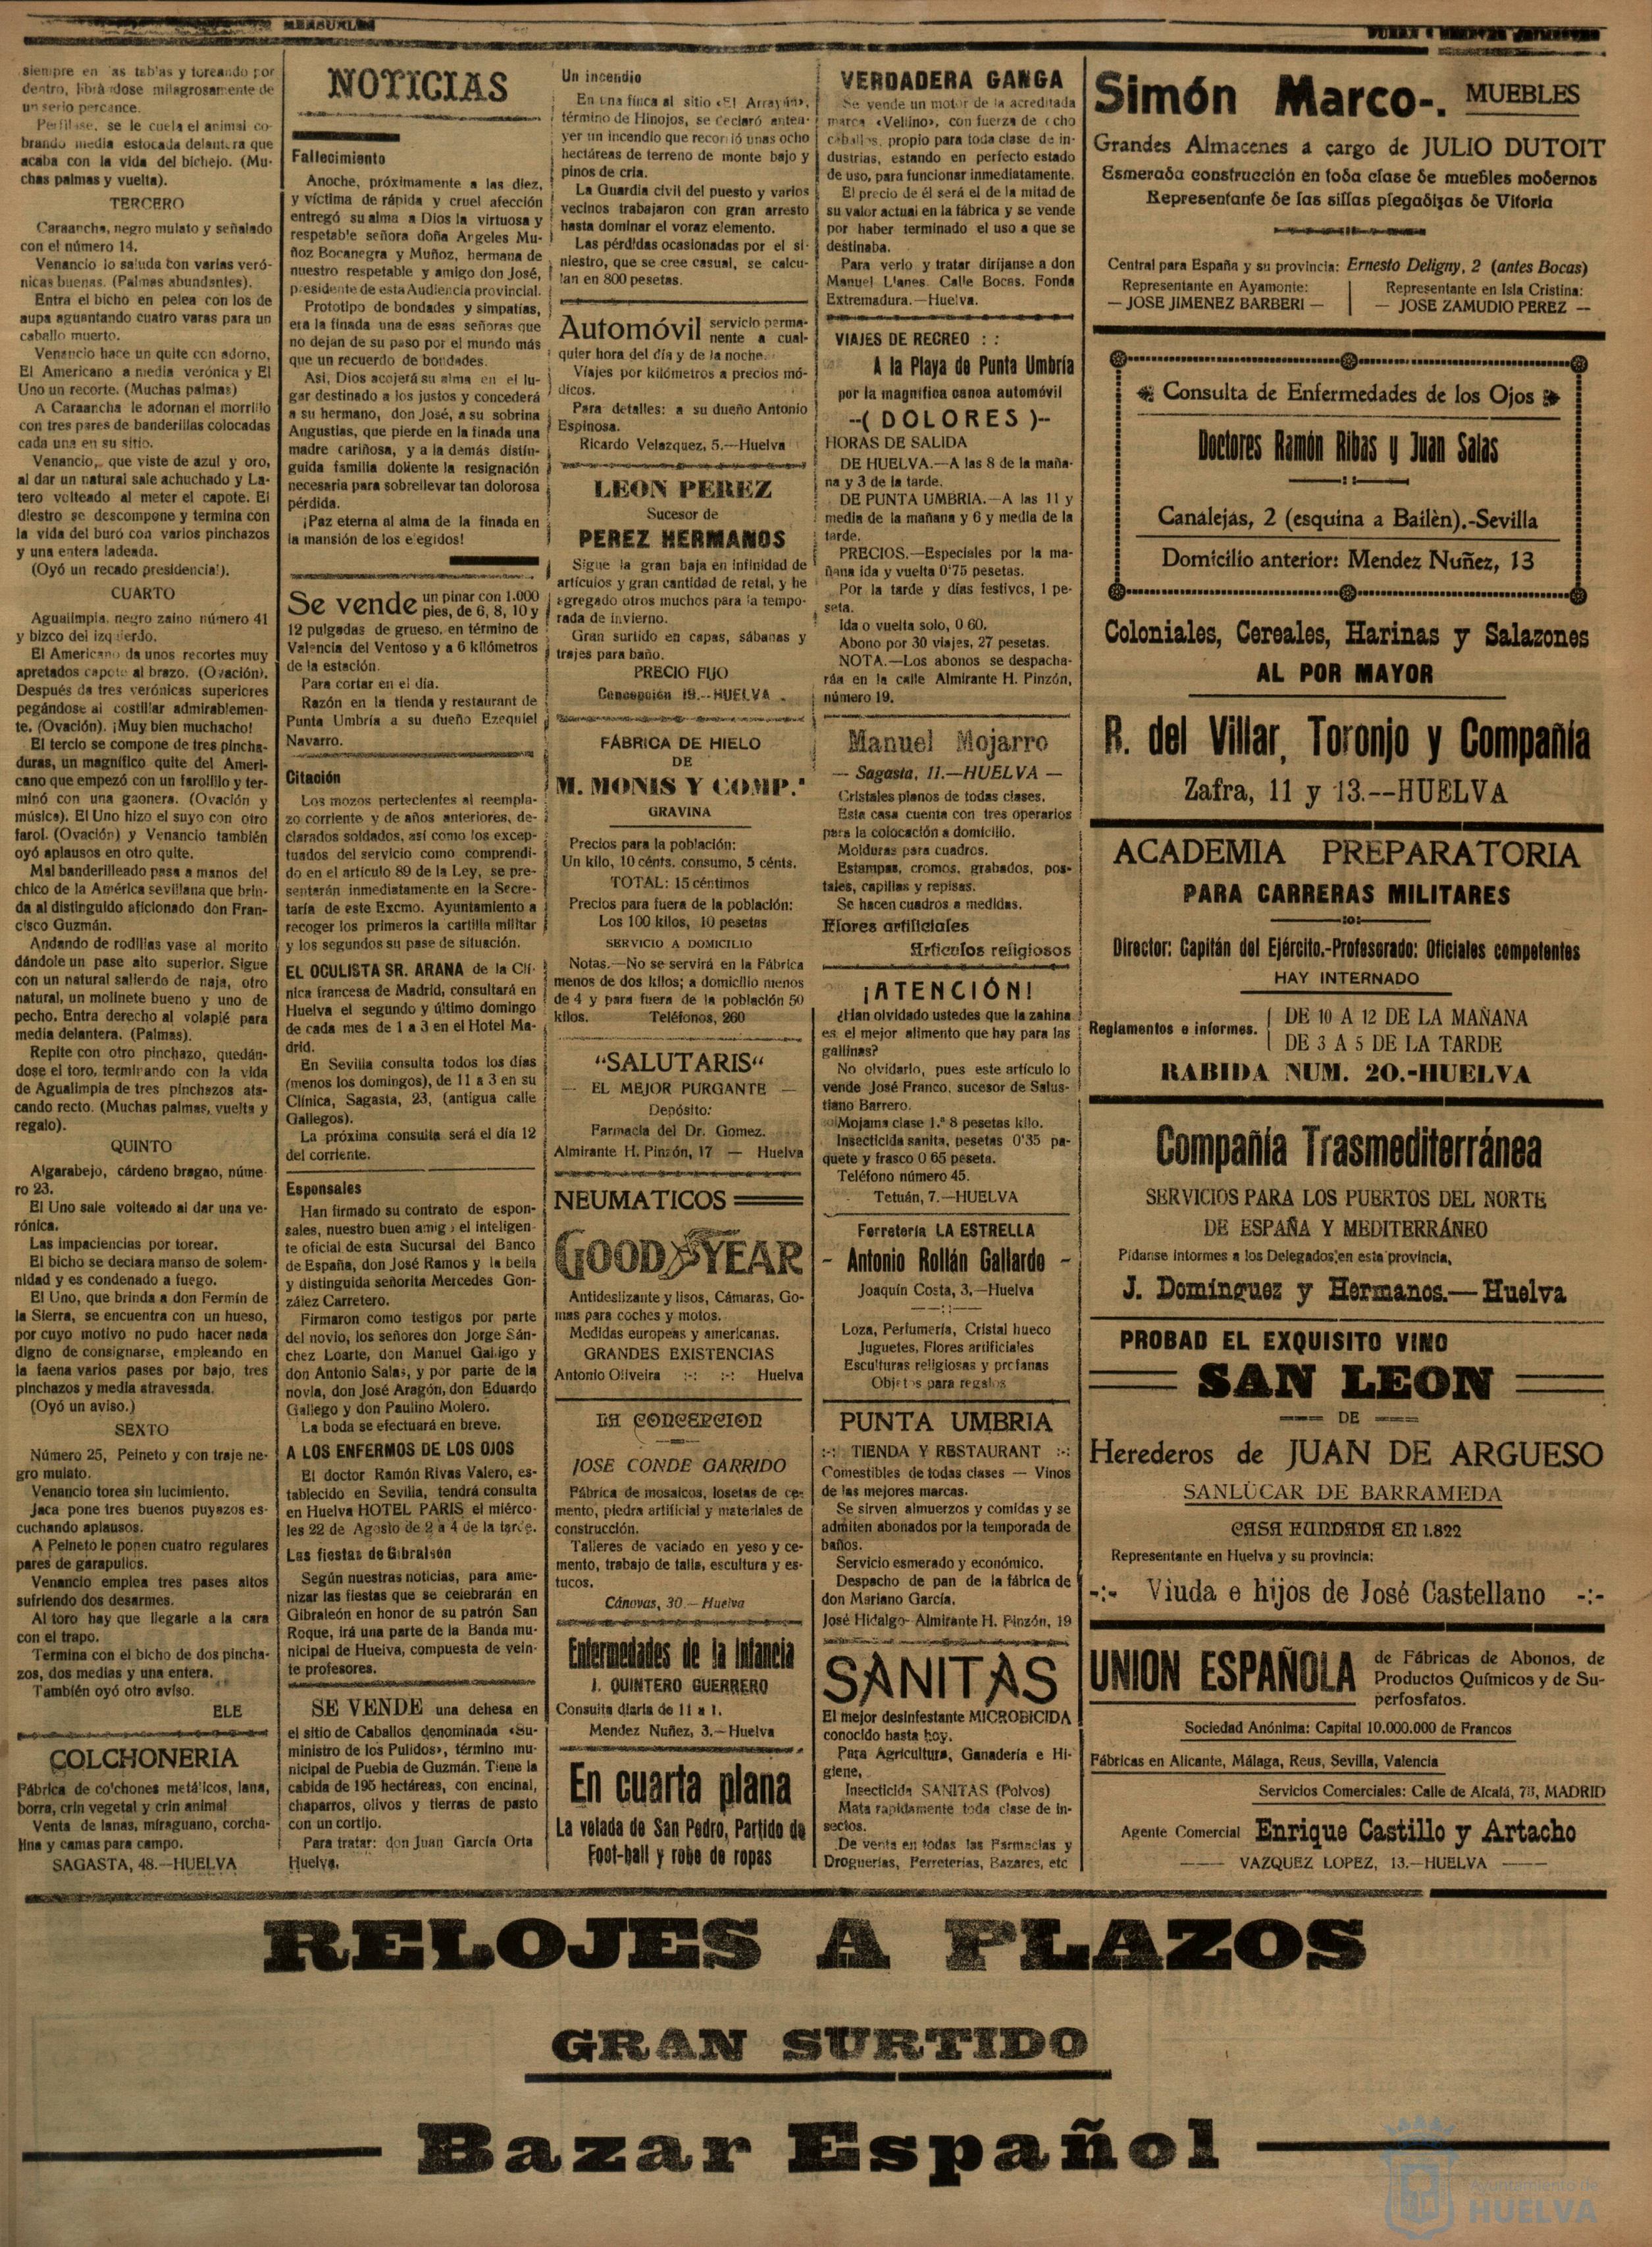 MENSUALES
siempre en as tablas y toreando por
dentro, librá dose milagrosamente de
un serio percance.
Perfílase, se le cuela el animal co-
brando media estocada delantera que
acaba con la vida del bichejo. (Mu-
chas palmas y vuelta).
TERCERO
Caraancha, negro mulato y señalado
con el número 14.
Venancio lo saluda con varias veró-
nicas buenas. (Palmas abundantes).
Entra el bicho en pelea con los de
aupa aguantando cuatro varas para un
caballo muerto.
Venancio hace un quite con adorno,
El Americano a media verónica y El
Uno un recorte. (Muchas palmas)
A Caraancha le adornan el morrillo
con tres pares de banderillas colocadas
cada una en su sitio.
Venancio, que viste de azul y oro,
al dar un natural sale achuchado y La-
tero volteado al meter el capote. El
diestro se descompone y termina con
la vida del buró con varios pinchazos
y una entera ladeada.
(Oyó un recado presidencial).
CUARTO
Agualimpia, negro zaino número 41
y bizco del izquierdo.
El Americano da unos recortes muy
apretados capote al brazo. (Ovación).
Después da tres verónicas superiores
pegándose al costillar admirablemen-
te. (Ovación). ¡Muy bien muchacho!
El tercio se compone de tres pincha-
duras, un magnífico quite del Ameri-
cano que empezó con un farolillo y ter-
minó con una gaonera. (Ovación y
música). El Uno hizo el suyo con otro
farol. (Ovación) y Venancio también
oyó aplausos en otro quite.
Mal banderilleado pasa a manos del
chico de la América sevillana que brin-
da al distinguido aficionado don Fran-
cisco Guzmán.
Andando de rodillas vase al morito
dándole un pase alto superior. Sigue
con un natural saliendo de naja, otro
natural, un molinete bueno y uno de
pecho. Entra derecho al volapié para
media delantera. (Palmas).
Repite con otro pinchazo, quedán-
dose el toro, terminando con la vida
de Agualimpia de tres pinchazos ata-
cando recto. (Muchas palmas, vuelta y
regalo).
QUINTO
Algarabejo, cárdeno bragao, núme-
ro 23.
El Uno sale volteado al dar una ve-
rónica.
Las impaciencias por torear.
El bicho se declara manso de solem-
nidad y es condenado a fuego.
El Uno, que brinda a don Fermín de
la Sierra, se encuentra con un hueso,
por cuyo motivo no pudo hacer nada
digno de consignarse, empleando en
la faena varios pases por bajo, tres
pinchazos y media atravesada.
(Oyó un aviso.)
SEXTO
Número 25, Peineto y con traje ne-
gro mulato.
Venancio torea sin lucimiento.
Jaca pone tres buenos puyazos es-
cuchando aplausos.
A Peineto le ponen cuatro regulares
pares de garapullos.
Venancio emplea tres pases altos
sufriendo dos desarmes.
Al toro hay que llegarle a la cara
con el trapo.
Termina con el bicho de dos pincha-
zos, dos medias y una entera.
También oyó otro aviso.
ELE
COLCHONERIA
Fábrica de colchones metálicos, lana,
borra, crin vegetal y crin animal
Venta de lanas, miraguano, corcha-
lina y camas para campo.
SAGASTA, 48.—HUELVA
NOTICIAS
Fallecimiento
Anoche, próximamente a las diez,
y víctima de rápida y cruel afección
entregó su alma a Dios la virtuosa y
respetable señora doña Angeles Mu-
ñoz Bocanegra y Muñoz, hermana de
nuestro respetable y amigo don José,
presidente de esta Audiencia provincial.
Prototipo de bondades y simpatías,
era la finada una de esas señoras que
no dejan de su paso por el mundo más
que un recuerdo de bondades.
Así, Dios acojerá su alma en el lu-
gar destinado a los justos y concederá
a su hermano, don José, a su sobrina
Angustias, que pierde en la finada una
madre cariñosa, y a la demás distin-
guida familia doliente la resignación
necesaria para sobrellevar tan dolorosa
pérdida.
¡Paz eterna al alma de la finada en
la mansión de los elegidos!
Se vende un pinar con 1.000
pies, de 6, 8, 10 y
12 pulgadas de grueso, en término de
Valencia del Ventoso y a 6 kilómetros
de la estación.
Para cortar en el día.
Razón en la tienda y restaurant de
Punta Umbría a su dueño Ezequiel
Navarro.
Citación
Los mozos pertecientes al reempla-
zo corriente y de años anteriores, de-
clarados soldados, así como los excep-
tuados del servicio como comprendi-
do en el artículo 89 de la Ley, se pre-
sentarán inmediatamente en la Secre-
taría de este Excmo. Ayuntamiento a
recoger los primeros la cartilla militar
y los segundos su pase de situación.
EL OCULISTA SR. ARANA de la Clí-
nica francesa de Madrid, consultará en
Huelva el segundo y último domingo
de cada mes de 1 a 3 en el Hotel Ma-
drid.
En Sevilla consulta todos los días
(menos los domingos), de 11 a 3 en su
Clínica, Sagasta, 23, (antigua calle
Gallegos).
La próxima consulta será el día 12
del corriente.
Esponsales
Han firmado su contrato de espon-
sales, nuestro buen amigo el inteligen-
te oficial de esta Sucursal del Banco
de España, don José Ramos y la bella
y distinguida señorita Mercedes Gon-
zález Carretero.
Firmaron como testigos por parte
del novio, los señores don Jorge Sán-
chez Loarte, don Manuel Galligo y
don Antonio Salas, y por parte de la
novia, don José Aragón, don Eduardo
Gallego y don Paulino Molero.
La boda se efectuará en breve.
A LOS ENFERMOS DE LOS OJOS
El doctor Ramón Rivas Valero, es-
tablecido en Sevilla, tendrá consulta
en Huelva HOTEL PARIS el miérco-
les 22 de Agosto de 2 a 4 de la tarde.
Las fiestas de Gibraleón
Según nuestras noticias, para ame-
nizar las fiestas que se celebrarán en
Gibraleón en honor de su patrón San
Roque, irá una parte de la Banda mu-
nicipal de Huelva, compuesta de vein-
te profesores.
SE VENDE una dehesa en
el sitio de Caballos denominada «Su-
ministro de los Pulidos», término mu-
nicipal de Puebla de Guzmán. Tiene la
cabida de 195 hectáreas, con encinal,
chaparros, olivos y tierras de pasto
con un cortijo.
Para tratar: don Juan García Orta
Huelva.
Un incendio
En una finca al sitio «El Arrayán»,
término de Hinojos, se declaró antea-
yer un incendio que recorrió unas ocho
hectáreas de terreno de monte bajo y
pinos de cría.
La Guardia civil del puesto y varios
vecinos trabajaron con gran arresto
hasta dominar el voraz elemento.
Las pérdidas ocasionadas por el si-
niestro, que se cree casual, se calcu-
lan en 800 pesetas.
Automóvil servicio perma-
nente a cual-
quier hora del día y de la noche.
Viajes por kilómetros a precios mó-
dicos.
Para detalles: a su dueño Antonio
Espinosa.
Ricardo Velazquez, 5.—Huelva
LEON PEREZ
Sucesor de
PEREZ HERMANOS
Sigue la gran baja en infinidad de
artículos y gran cantidad de retal, y he
agregado otros muchos para la tempo-
rada de invierno.
Gran surtido en capas, sábanas y
trajes para baño.
PRECIO FIJO
Concepción 19.--HUELVA
FÁBRICA DE HIELO
DE
M. MONIS Y COMP.ª
GRAVINA
Precios para la población:
Un kilo, 10 cénts. consumo, 5 cénts.
TOTAL: 15 céntimos
Precios para fuera de la población:
Los 100 kilos, 10 pesetas
SERVICIO A DOMICILIO
Notas.—No se servirá en la Fábrica
menos de dos kilos; a domicilio menos
de 4 y para fuera de la población 50
kilos. Teléfonos, 260
"SALUTARIS"
— EL MEJOR PURGANTE —
Depósito:
Farmacia del Dr. Gomez.
Almirante H. Pinzón, 17 — Huelva
NEUMATICOS
GOODYEAR
Antideslizante y lisos, Cámaras, Go-
mas para coches y motos.
Medidas europeas y americanas.
GRANDES EXISTENCIAS
Antonio Oliveira :-: :-: Huelva
LA CONCEPCION
JOSE CONDE GARRIDO
Fábrica de mosaicos, losetas de ce-
mento, piedra artificial y materiales de
construcción.
Talleres de vaciado en yeso y ce-
mento, trabajo de talla, escultura y es-
tucos.
Cánovas, 30.—Huelva
Enfermedades de la Infancia
J. QUINTERO GUERRERO
Consulta diaria de 11 a 1.
Mendez Nuñez, 3.—Huelva
En cuarta plana
La velada de San Pedro, Partido de
Foot-ball y robo de ropas
VERDADERA GANGA
Se vende un motor de la acreditada
marca «Vellino», con fuerza de ocho
caballos, propio para toda clase de in-
dustrias, estando en perfecto estado
de uso, para funcionar inmediatamente.
El precio de él será el de la mitad de
su valor actual en la fábrica y se vende
por haber terminado el uso a que se
destinaba.
Para verlo y tratar diríjanse a don
Manuel Llanes. Calle Bocas. Fonda
Extremadura.—Huelva.
VIAJES DE RECREO : :
A la Playa de Punta Umbría
por la magnífica canoa automóvil
--( DOLORES )--
HORAS DE SALIDA
DE HUELVA.—A las 8 de la maña-
na y 3 de la tarde.
DE PUNTA UMBRIA.—A las 11 y
media de la mañana y 6 y media de la
tarde.
PRECIOS.—Especiales por la ma-
ñana ida y vuelta 0'75 pesetas.
Por la tarde y días festivos, 1 pe-
seta.
Ida o vuelta solo, 0 60.
Abono por 30 viajes, 27 pesetas.
NOTA.—Los abonos se despacha-
rán en la calle Almirante H. Pinzón,
número 19.
Manuel Mojarro
— Sagasta, 11.—HUELVA —
Cristales planos de todas clases.
Esta casa cuenta con tres operarios
para la colocación a domicilio.
Molduras para cuadros.
Estampas, cromos, grabados, pos-
tales, capillas y repisas.
Se hacen cuadros a medidas.
Flores artificiales
Artículos religiosos
¡ATENCIÓN!
¿Han olvidado ustedes que la zahina
es el mejor alimento que hay para las
gallinas?
No olvidarlo, pues este artículo lo
vende José Franco, sucesor de Salus-
tiano Barrero.
Mojama clase 1.ª 8 pesetas kilo.
Insecticida sanita, pesetas 0'35 pa-
quete y frasco 0 65 peseta.
Teléfono número 45.
Tetuán, 7.—HUELVA
Ferretería LA ESTRELLA
- Antonio Rollán Gallardo -
Joaquín Costa, 3.—Huelva
——::——
Loza, Perfumería, Cristal hueco
Juguetes, Flores artificiales
Esculturas religiosas y profanas
Objetos para regalos
PUNTA UMBRIA
:-: TIENDA Y RESTAURANT :-:
Comestibles de todas clases — Vinos
de las mejores marcas.
Se sirven almuerzos y comidas y se
admiten abonados por la temporada de
baños.
Servicio esmerado y económico.
Despacho de pan de la fábrica de
don Mariano García.
José Hidalgo- Almirante H. Pinzón, 19
SANITAS
El mejor desinfestante MICROBICIDA
conocido hasta hoy.
Para Agricultura, Ganadería e Hi-
giene,
Insecticida SANITAS (Polvos)
Mata rapidamente toda clase de in-
sectos.
De venta en todas las Farmacias y
Droguerías, Ferreterías, Bazares, etc
Simón Marco-. MUEBLES
Grandes Almacenes a cargo de JULIO DUTOIT
Esmerada construcción en toda clase de muebles modernos
Representante de las sillas plegadizas de Vitoria
Central para España y su provincia: Ernesto Deligny, 2 (antes Bocas)
Representante en Ayamonte:
— JOSE JIMENEZ BARBERI —
Representante en Isla Cristina:
— JOSE ZAMUDIO PEREZ --
Consulta de Enfermedades de los Ojos
Doctores Ramón Ribas y Juan Salas
Canalejas, 2 (esquina a Bailèn).-Sevilla
Domicilio anterior: Mendez Nuñez, 13
Coloniales, Cereales, Harinas y Salazones
AL POR MAYOR
R. del Villar, Toronjo y Compañía
Zafra, 11 y 13.--HUELVA
ACADEMIA PREPARATORIA
PARA CARRERAS MILITARES
Director: Capitán del Ejército.-Profesorado: Oficiales competentes
HAY INTERNADO
Reglamentos e informes. DE 10 A 12 DE LA MAÑANA
DE 3 A 5 DE LA TARDE
RABIDA NUM. 20.-HUELVA
Compañía Trasmediterránea
SERVICIOS PARA LOS PUERTOS DEL NORTE
DE ESPAÑA Y MEDITERRÁNEO
Pídanse informes a los Delegados en esta provincia,
J. Domínguez y Hermanos.—Huelva
PROBAD EL EXQUISITO VINO
SAN LEON
DE
Herederos de JUAN DE ARGUESO
SANLÚCAR DE BARRAMEDA
CASA FUNDADA EN 1.822
Representante en Huelva y su provincia:
-:- Viuda e hijos de José Castellano -:-
UNION ESPAÑOLA de Fábricas de Abonos, de
Productos Químicos y de Su-
perfosfatos.
Sociedad Anónima: Capital 10.000.000 de Francos
Fábricas en Alicante, Málaga, Reus, Sevilla, Valencia
Servicios Comerciales: Calle de Alcalá, 73, MADRID
Agente Comercial Enrique Castillo y Artacho
—— VAZQUEZ LOPEZ, 13.—HUELVA ——
RELOJES A PLAZOS
GRAN SURTIDO
Bazar Español
Ayuntamiento de
HUELVA